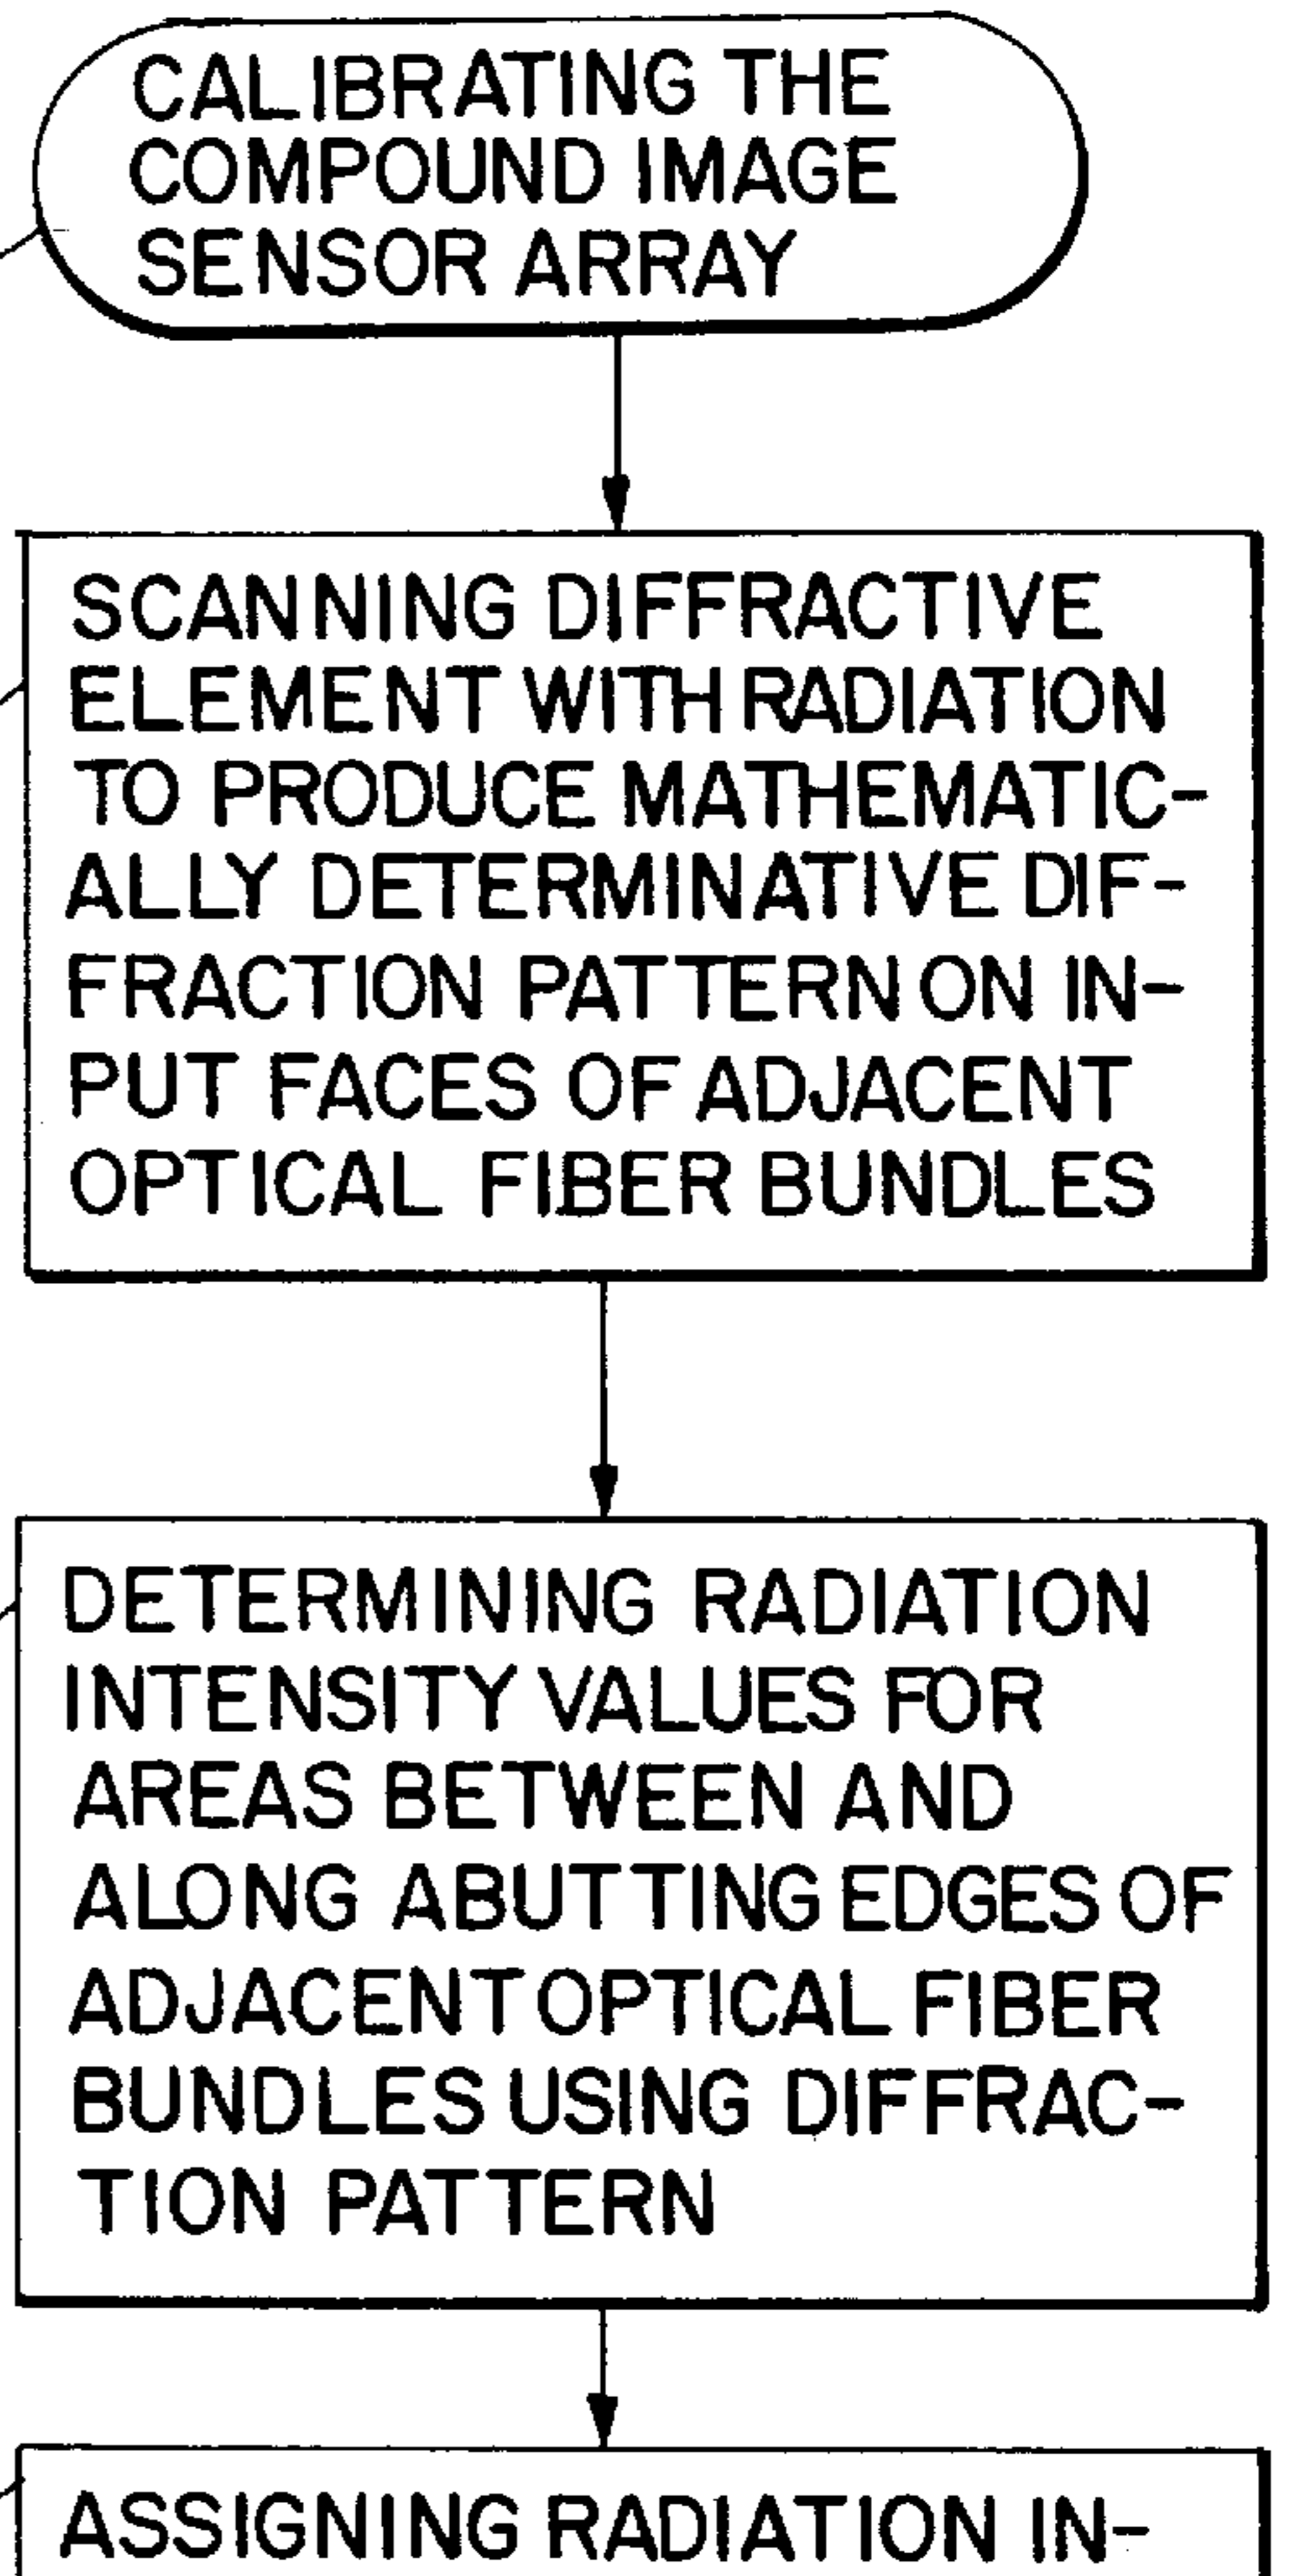 CALIBRATING THE
COMPOUND IMAGE
SENSOR ARRAY
SCANNING DIFFRACTIVE
ELEMENT WITH RADIATION
TO PRODUCE MATHEMATIC-
ALLY DETERMINATIVE DIF-
FRACTION PATTERN ON IN-
PUT FACES OF ADJACENT
OPTICAL FIBER BUNDLES
DETERMINING RADIATION
INTENSITY VALUES FOR
AREAS BETWEEN AND
ALONG ABUTTING EDGES OF
ADJACENT OPTICAL FIBER
BUNDLES USING DIFFRAC-
TION PATTERN
ASSIGNING RADIATION IN-